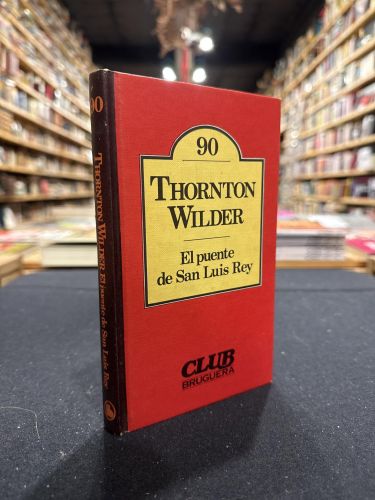 90
THORNTON
WILDER
El puente
de San Luis Rey
CLUB
BRUGUERA
90
THORNTON WILDER El puente de San Luis Rey